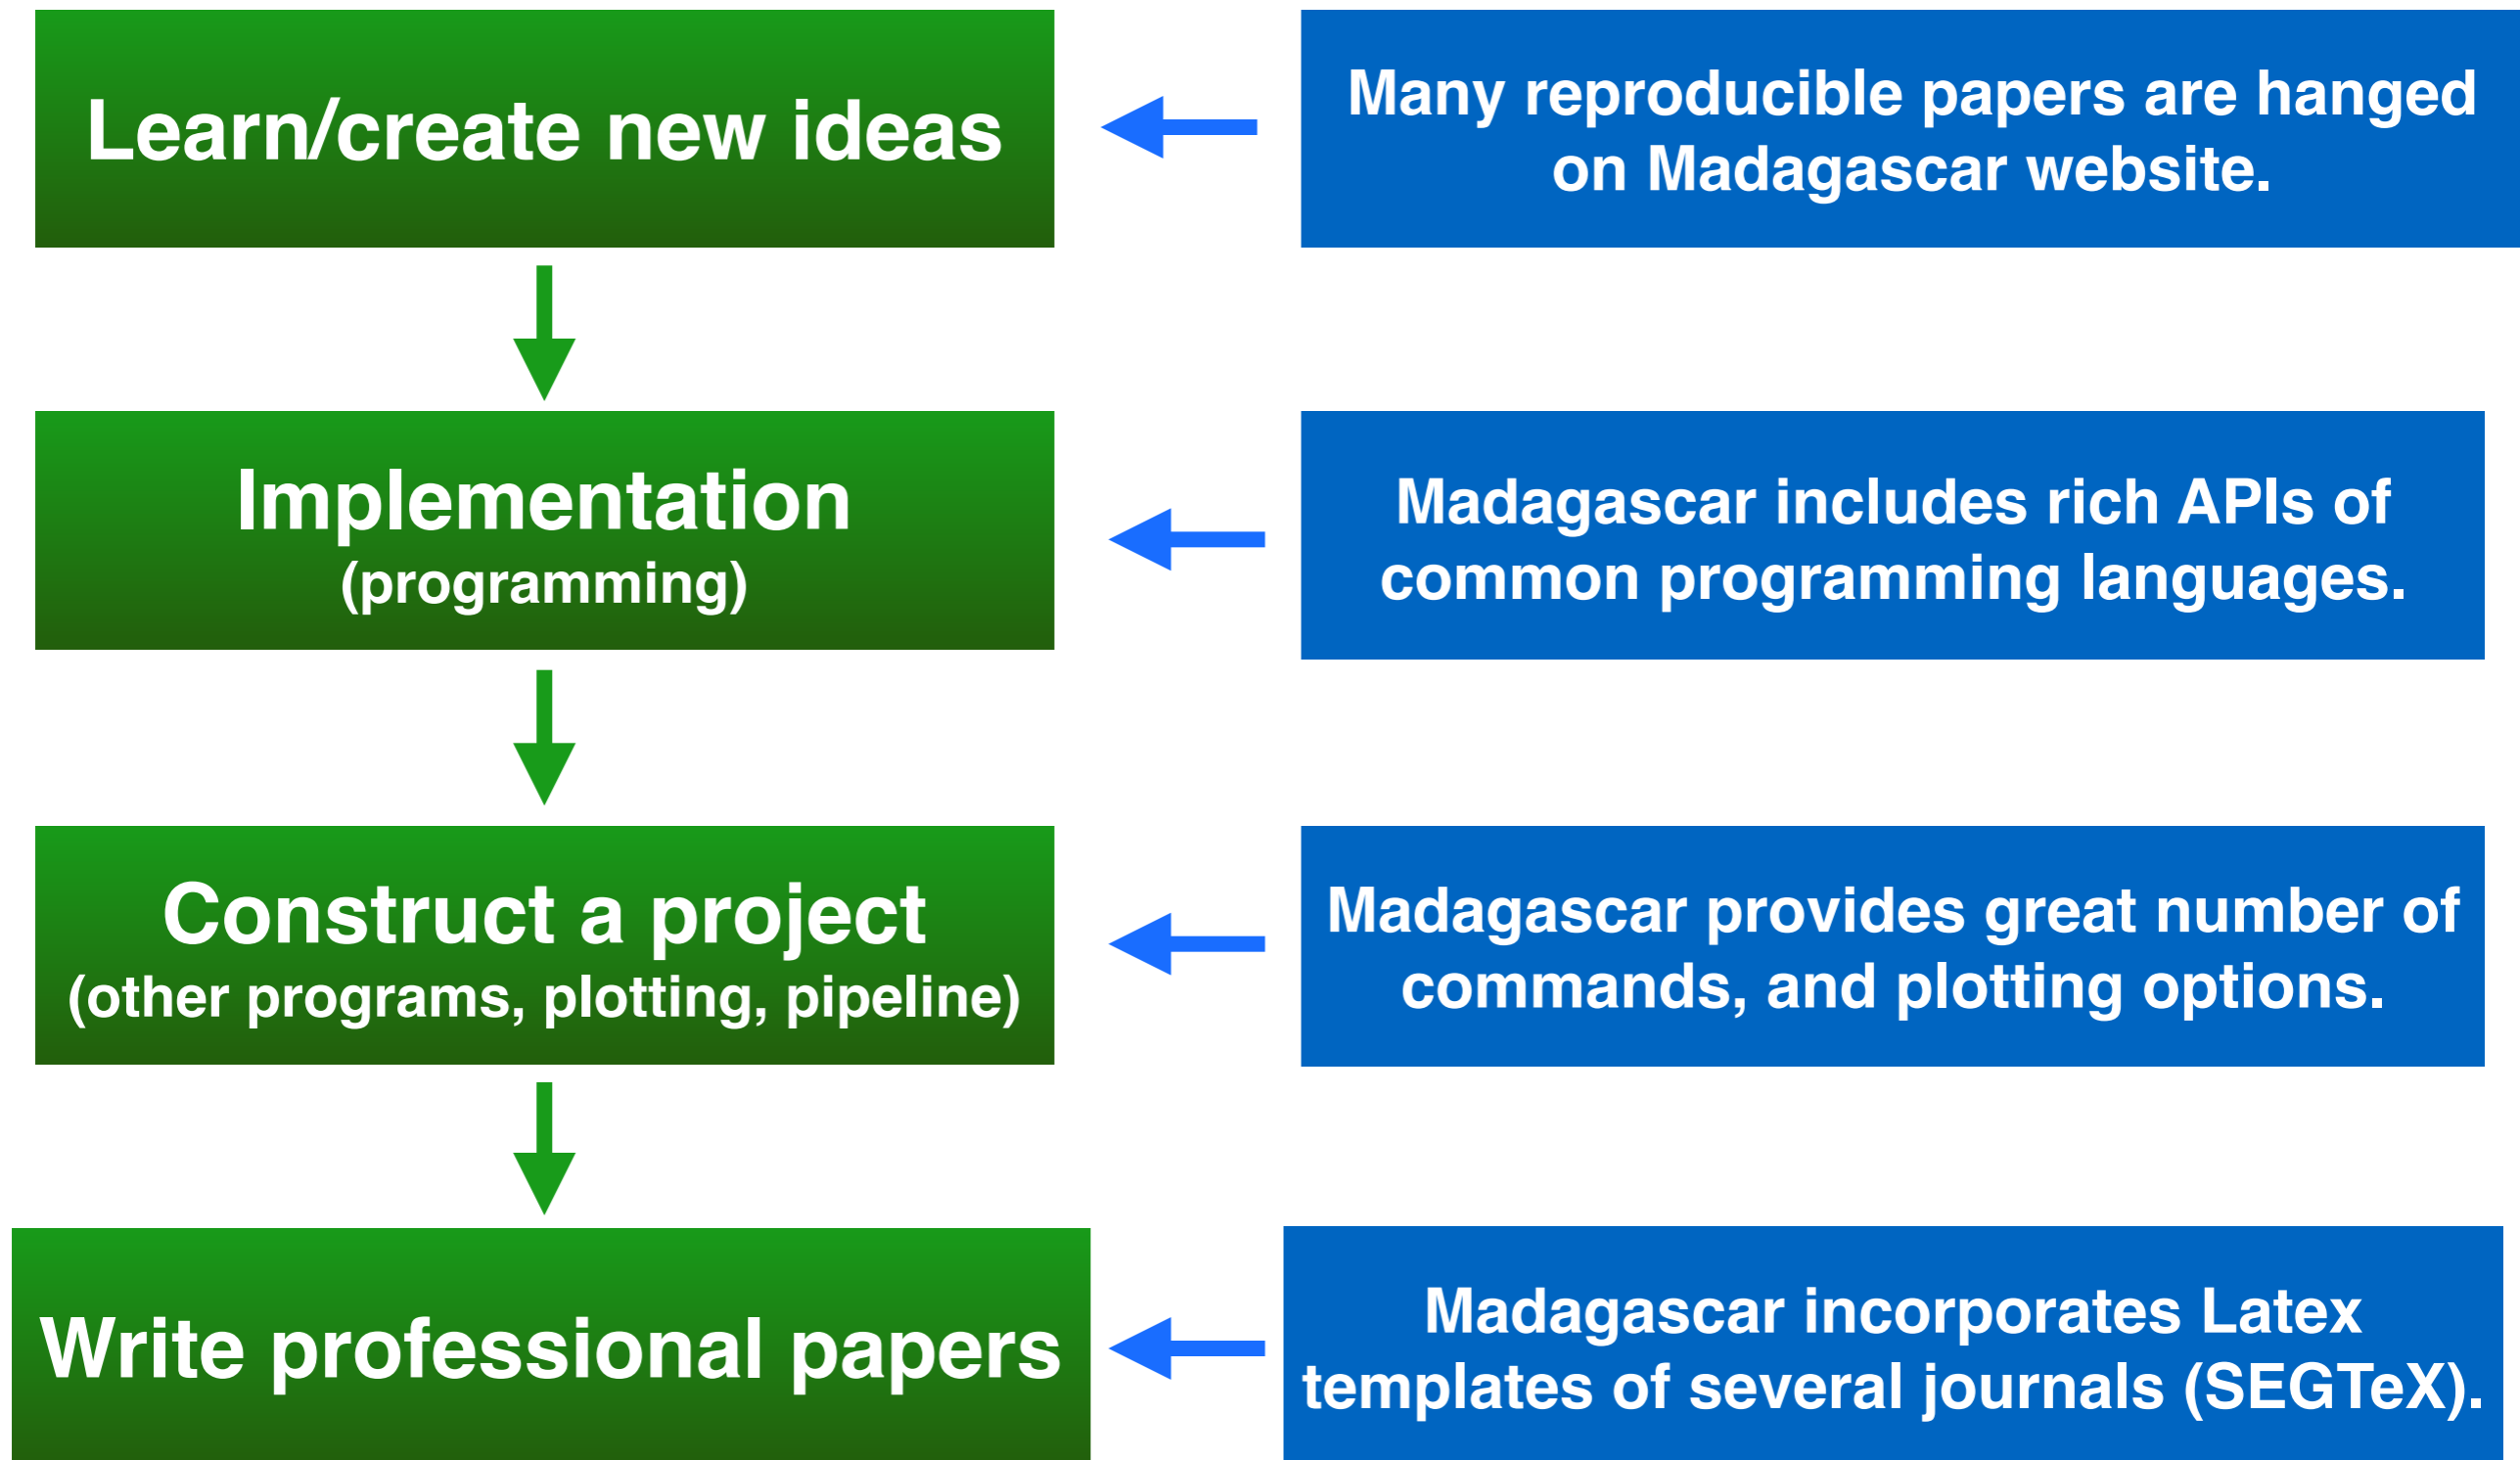 Learn/create new ideas
Many reproducible papers are hanged
on Madagascar website.
Implementation
(programming)
Madagascar includes rich APIs of
common programming languages.
Construct a project
(other programs, plotting, pipeline)
Madagascar provides great number of
commands, and plotting options.
Write professional papers
Madagascar incorporates Latex
templates of several journals (SEGTeX).